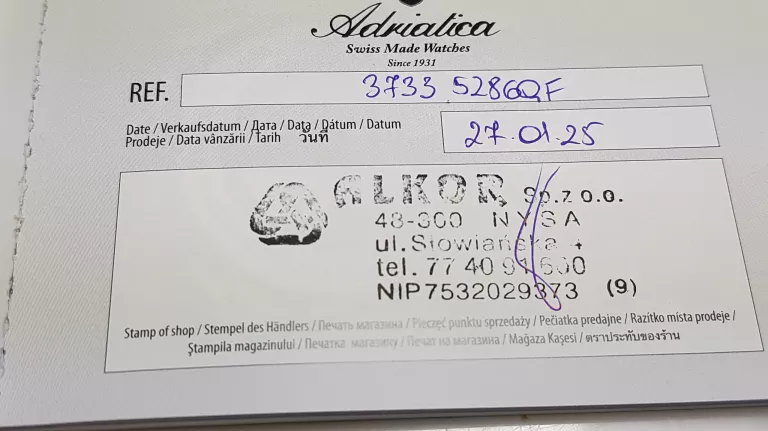 Adriatica
Swiss Made Watches
Since 1931
REF. 3733 5286QF
Date / Verkaufsdatum / Дата / Data / Dátum / Datum
Prodeje / Data vânzării / Tarih วันที่
27.01.25
ALKOR Sp.z o.o.
48-300 NYSA
ul. Słowiańska
tel. 77 40 91 600
NIP7532029373 (9)
Stamp of shop / Stempel des Händlers / Печать магазина / Pieczęć punktu sprzedaży / Pečiatka predajne / Razítko místa prodeje /
Ştampila magazinului / Печатка магазину / Печат на магазина / Mağaza Kaşesi / ตราประทับของร้าน